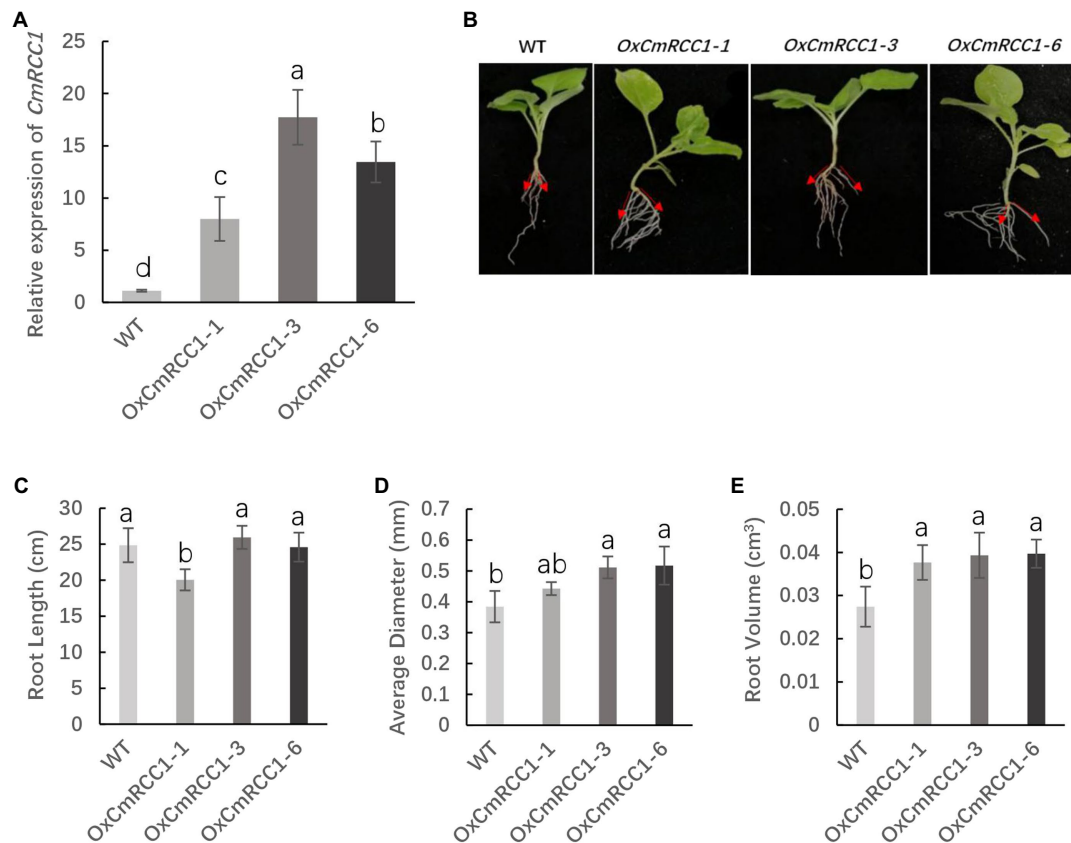 A
Relative expression of CmRCC1
25
20
15
10
5
0
d
c
a
b
WT
OxCmRCC1-1
OxCmRCC1-3
OxCmRCC1-6
B
WT
OxCmRCC1-1
OxCmRCC1-3
OxCmRCC1-6
C
Root Length (cm)
30
25
20
15
10
5
0
a
b
a
a
WT
OxCmRCC1-1
OxCmRCC1-3
OxCmRCC1-6
D
Average Diameter (mm)
0.7
0.6
0.5
0.4
0.3
0.2
0.1
0
b
ab
a
a
WT
OxCmRCC1-1
OxCmRCC1-3
OxCmRCC1-6
E
Root Volume (cm³)
0.05
0.04
0.03
0.02
0.01
0
b
a
a
a
WT
OxCmRCC1-1
OxCmRCC1-3
OxCmRCC1-6